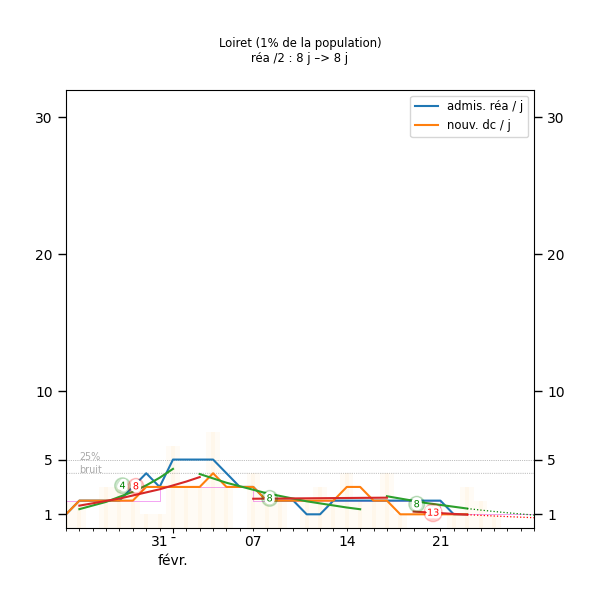 Loiret (1% de la population)
réa /2 : 8 j –> 8 j
admis. réa / j
nouv. dc / j
30 30
20 20
10 10
5 5
1 1
25%
bruit
4 8 8 8 13
31 07 14 21
févr.